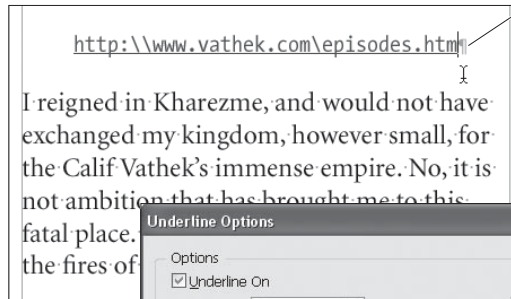 http:\\www.vathek.com\episodes.htm¶
I·reigned·in·Kharezme,·and·would·not·have·
exchanged·my·kingdom,·however·small,·for·
the·Calif·Vathek’s·immense·empire.·No,·it·is·
not·ambition·that·has·brought·me·to·this·
fatal·place.·
the·fires·of·
Underline Options
Options
Underline On